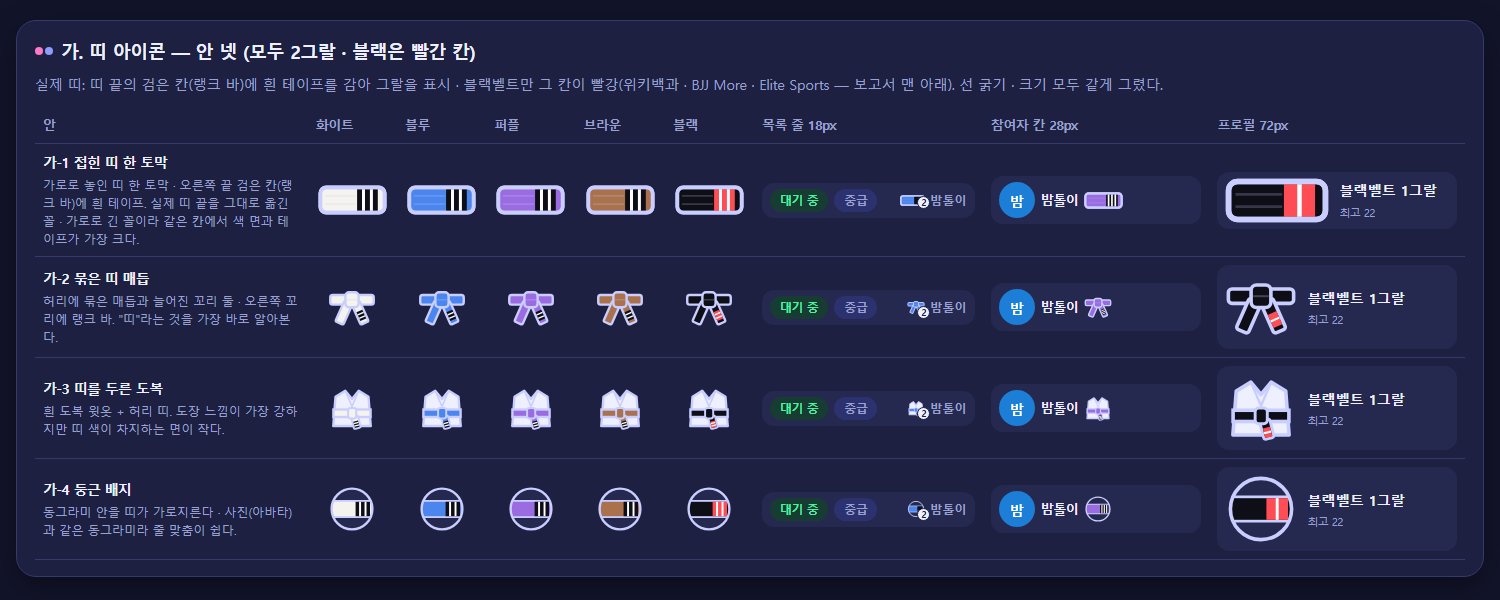 가. 띠 아이콘 — 안 넷 (모두 2그랄 · 블랙은 빨간 칸)
실제 띠: 띠 끝의 검은 칸(랭크 바)에 흰 테이프를 감아 그랄을 표시 · 블랙벨트만 그 칸이 빨강(위키백과 · BJJ More · Elite Sports — 보고서 맨 아래). 선 굵기 · 크기 모두 같게 그렸다.
안 화이트 블루 퍼플 브라운 블랙 목록 줄 18px 참여자 칸 28px 프로필 72px
가-1 접힌 띠 한 토막
가로로 놓인 띠 한 토막 · 오른쪽 끝 검은 칸(랭
크 바)에 흰 테이프. 실제 띠 끝을 그대로 옮긴
꼴 · 가로로 긴 꼴이라 같은 칸에서 색 면과 테
이프가 가장 크다.
대기 중 중급 2 밤톨이
밤 밤톨이
블랙벨트 1그랄
최고 22
가-2 묶은 띠 매듭
허리에 묶은 매듭과 늘어진 꼬리 둘 · 오른쪽 꼬
리에 랭크 바. "띠"라는 것을 가장 바로 알아본
다.
대기 중 중급 2 밤톨이
밤 밤톨이
블랙벨트 1그랄
최고 22
가-3 띠를 두른 도복
흰 도복 윗옷 + 허리 띠. 도장 느낌이 가장 강하
지만 띠 색이 차지하는 면이 작다.
대기 중 중급 2 밤톨이
밤 밤톨이
블랙벨트 1그랄
최고 22
가-4 둥근 배지
동그라미 안을 띠가 가로지른다 · 사진(아바타)
과 같은 동그라미라 줄 맞춤이 쉽다.
대기 중 중급 2 밤톨이
밤 밤톨이
블랙벨트 1그랄
최고 22